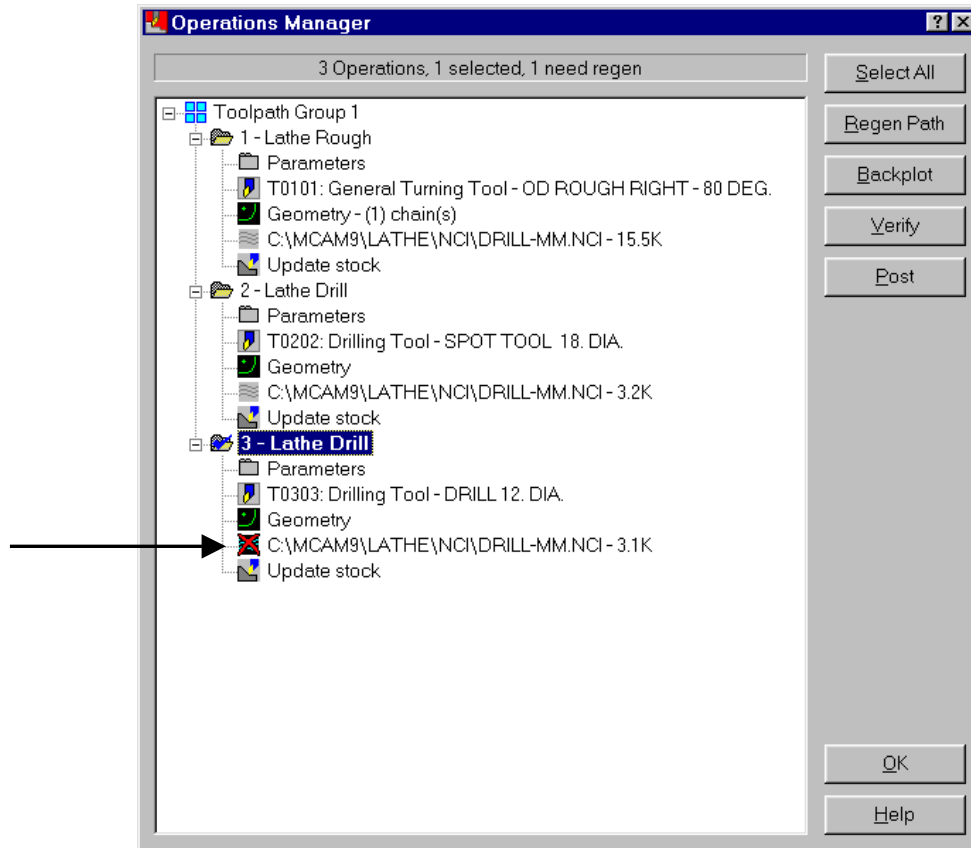 Operations Manager
3 Operations, 1 selected, 1 need regen
Select All
Toolpath Group 1
Regen Path
1 - Lathe Rough
Parameters
Backplot
T0101: General Turning Tool - OD ROUGH RIGHT - 80 DEG.
Geometry - (1) chain(s)
Verify
C:\MCAM9\LATHE\NCI\DRILL-MM.NCI - 15.5K
Update stock
Post
2 - Lathe Drill
Parameters
T0202: Drilling Tool - SPOT TOOL  18. DIA.
Geometry
C:\MCAM9\LATHE\NCI\DRILL-MM.NCI - 3.2K
Update stock
3 - Lathe Drill
Parameters
T0303: Drilling Tool - DRILL 12. DIA.
Geometry
C:\MCAM9\LATHE\NCI\DRILL-MM.NCI - 3.1K
Update stock
OK
Help